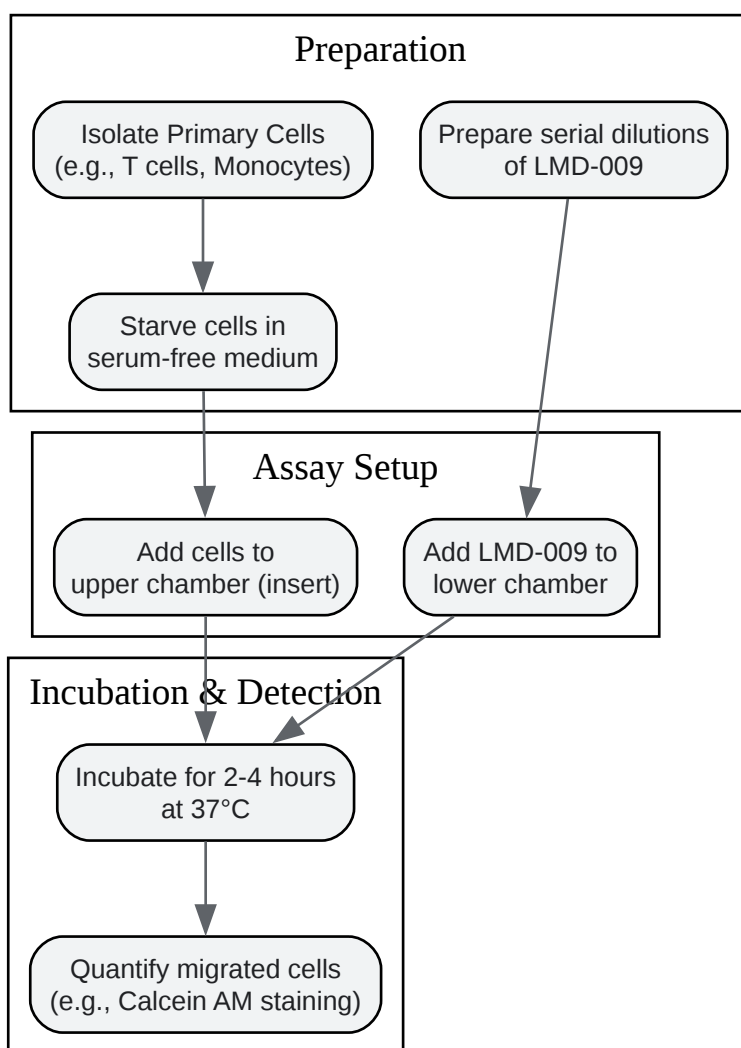 Preparation
Isolate Primary Cells
(e.g., T cells, Monocytes)
Prepare serial dilutions
of LMD-009
Starve cells in
serum-free medium
Assay Setup
Add cells to
upper chamber (insert)
Add LMD-009 to
lower chamber
Incubation & Detection
Incubate for 2-4 hours
at 37°C
Quantify migrated cells
(e.g., Calcein AM staining)